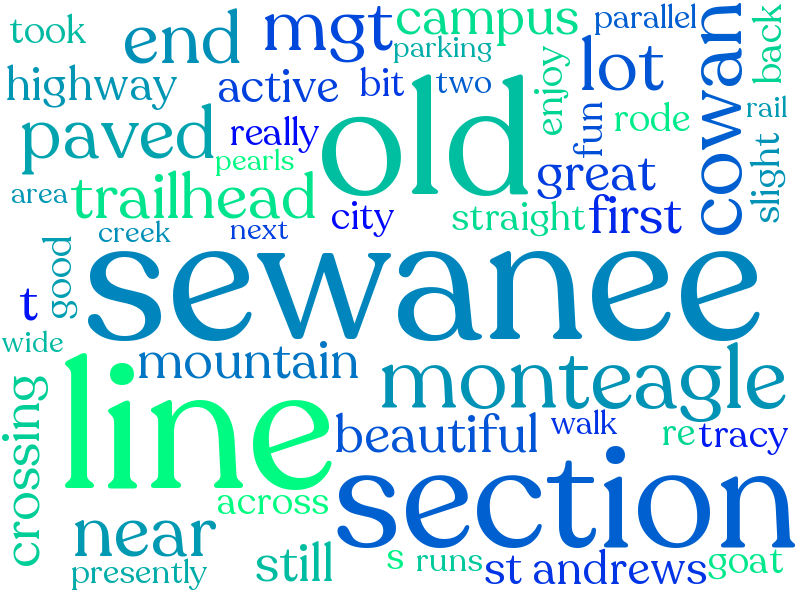 took
end
mgt
campus
parking
parallel
cowan
back
highway
active
bit
two
enjoy
lot
rail
paved
really
old
fun
rode
pearls
great
slight
area
trailhead
city
straight
first
creek
next
good
sewanee
t
wide
mountain
monteagle
line
crossing
beautiful
walk
re
tracy
section
across
near
still
s
runs
st andrews
goat
presently